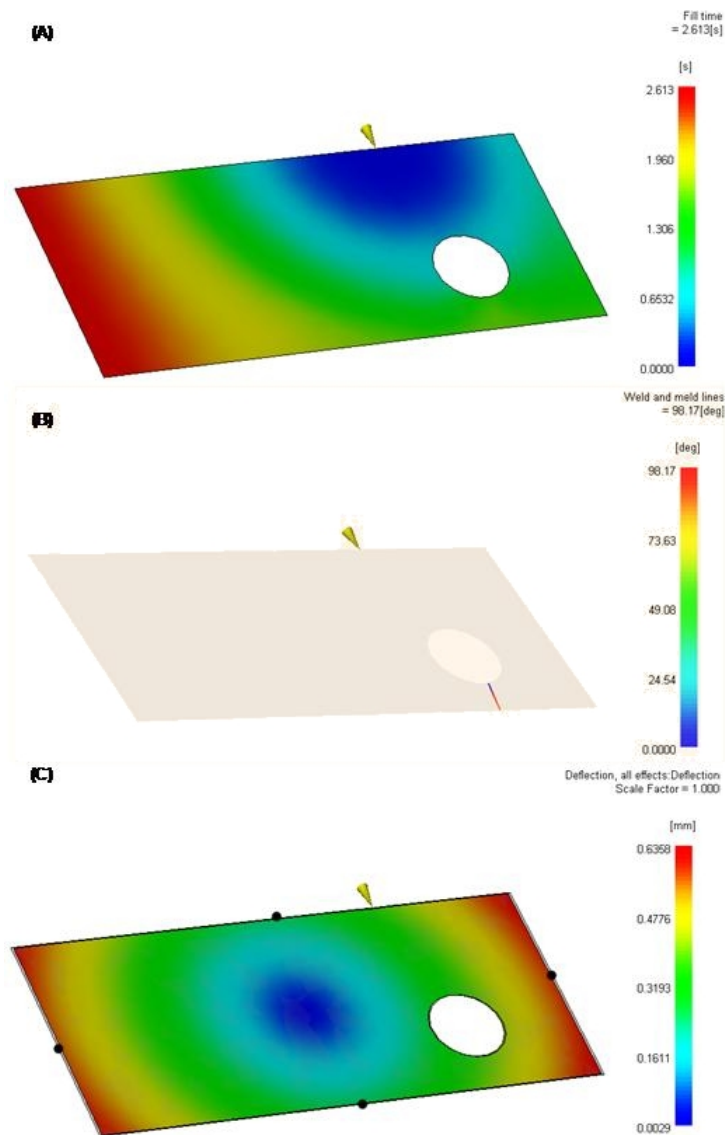 (A)
Fill time
= 2.613[s]
[s]
2.613
1.960
1.306
0.6532
0.0000
(B)
Weld and meld lines
= 98.17[deg]
[deg]
98.17
73.63
49.08
24.54
0.0000
(C)
Deflection, all effects:Deflection
Scale Factor = 1.000
[mm]
0.6358
0.4776
0.3193
0.1611
0.0029